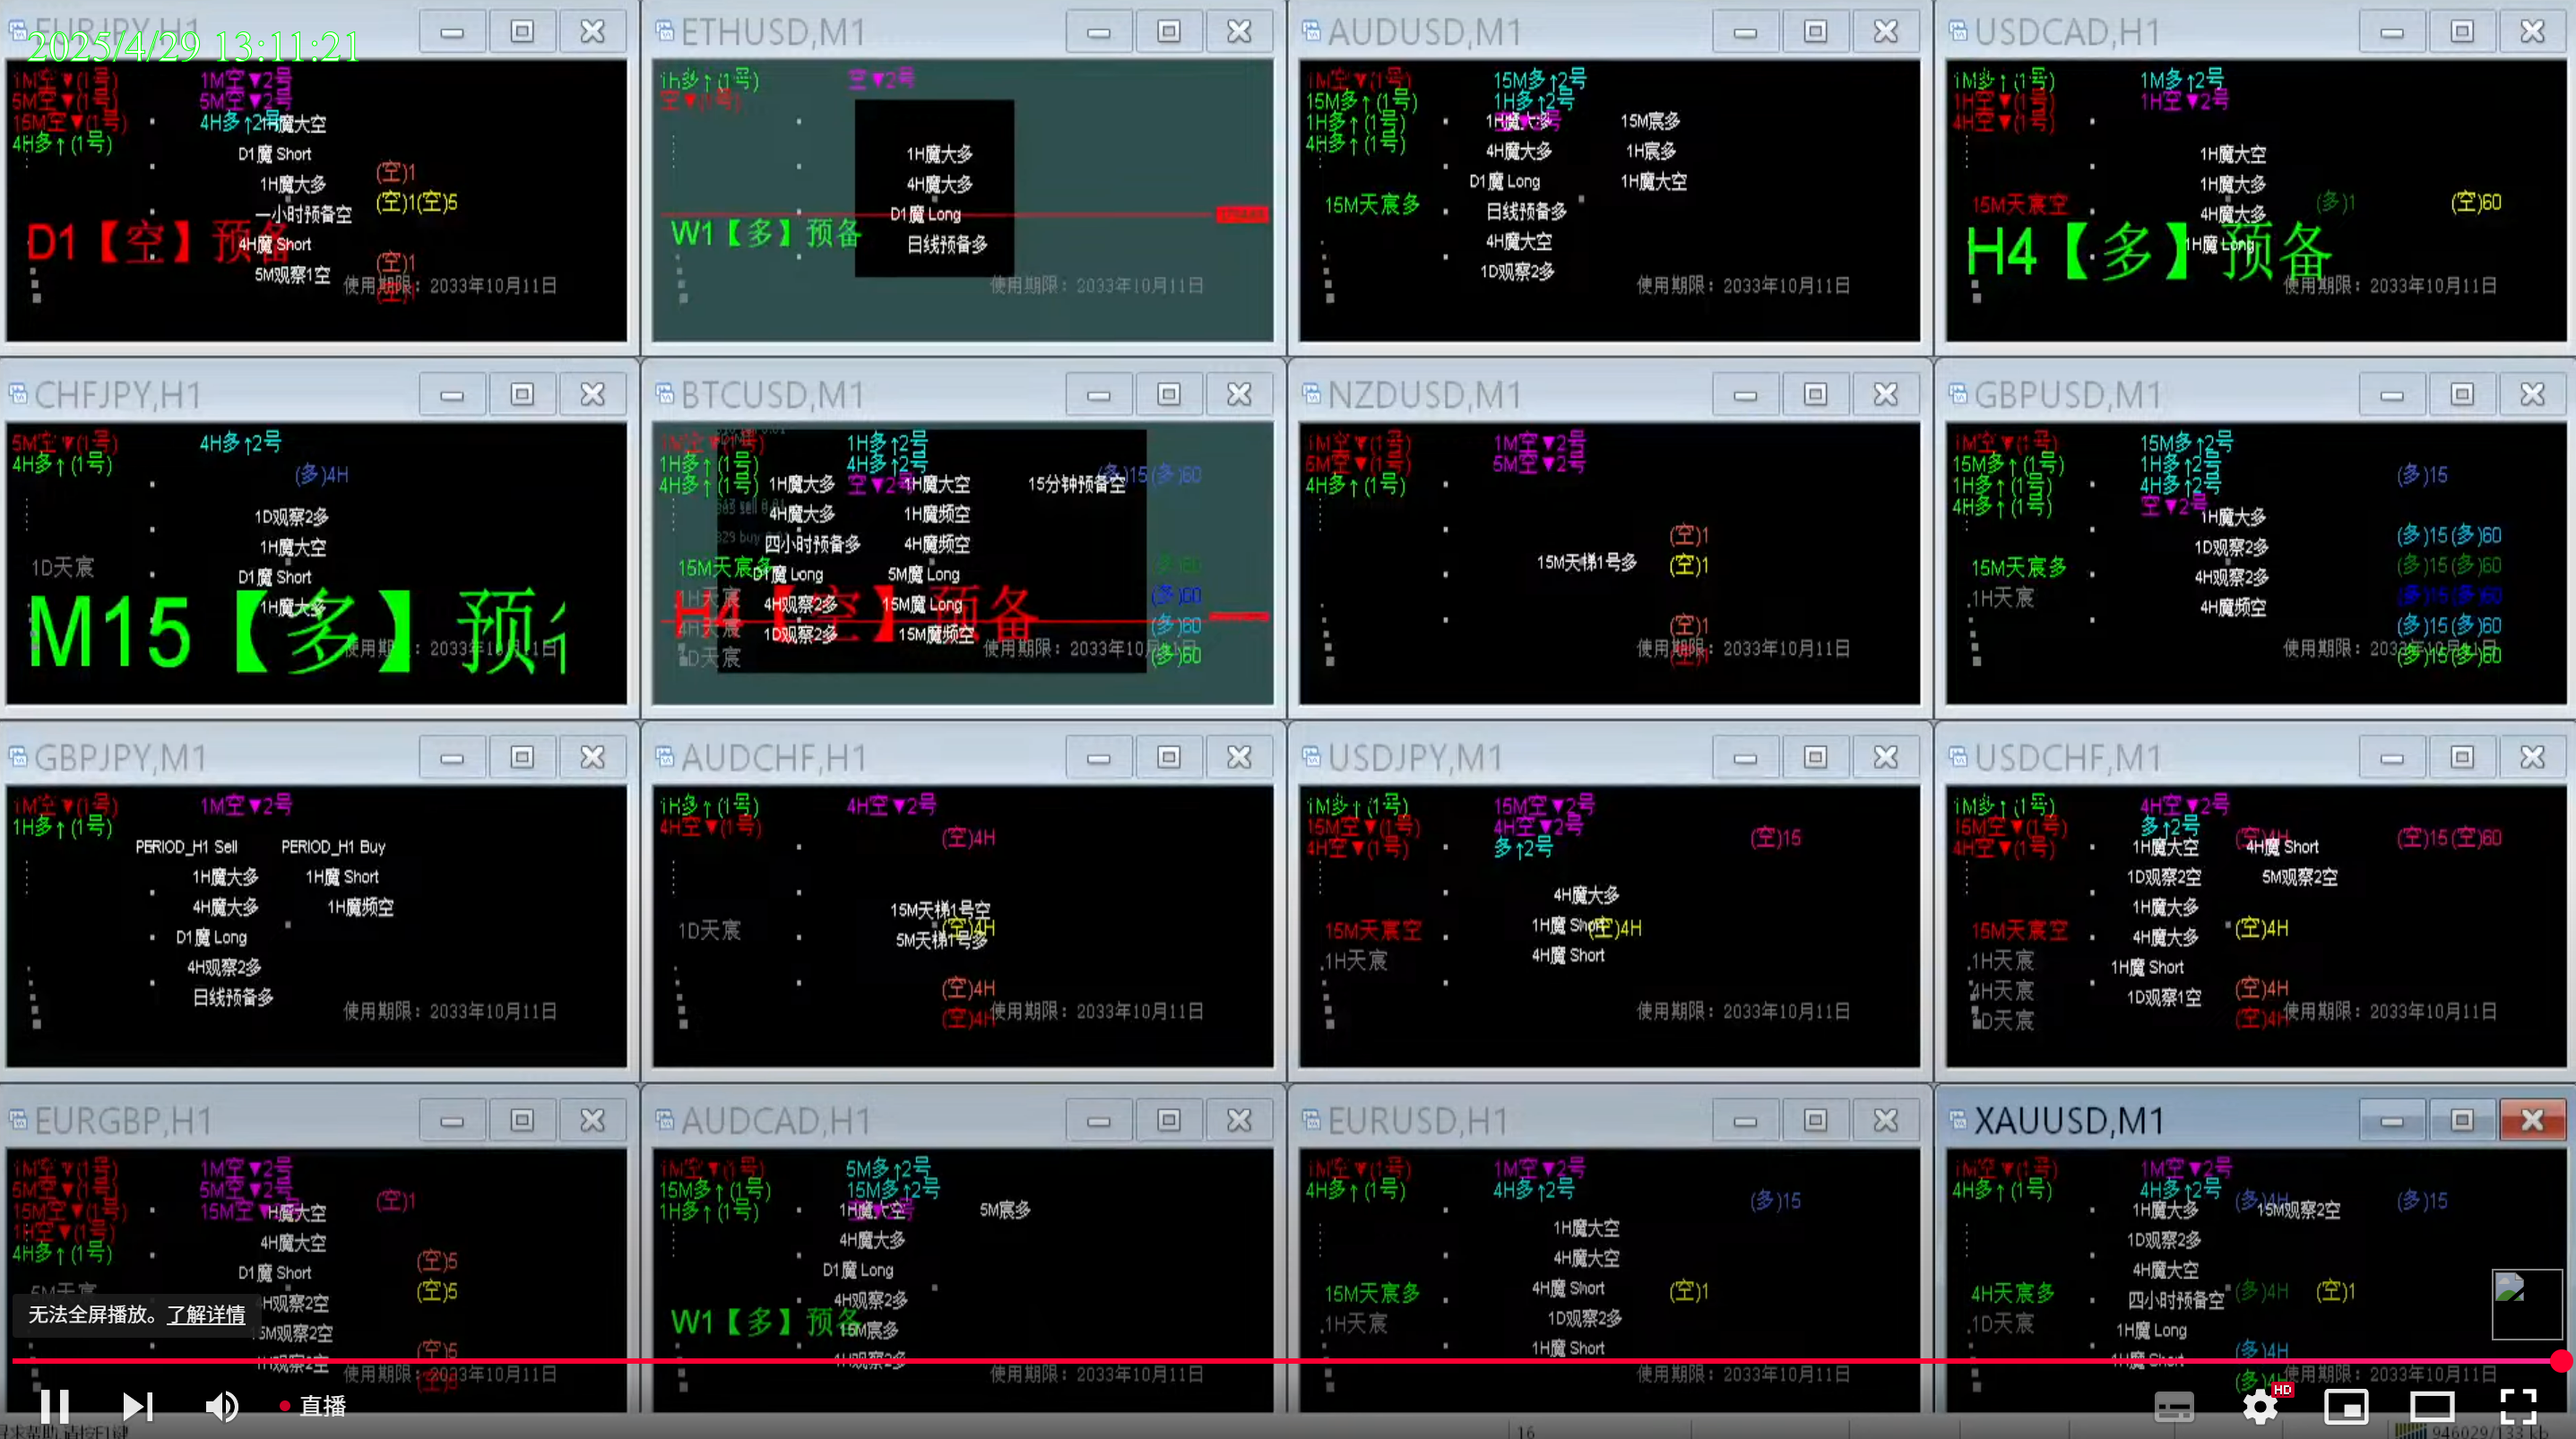 2025/4/29 13:11:21
EURJPY,H1
1M空▼(1号) 1M空▼2号
5M空▼(1号) 5M空▼2号
15M空▼(1号) 4H多↑2号
4H多↑(1号)
D1魔 Short
(空)1
1H魔大多
(空)1(空)5
一小时预备空
D1【空】预备
4H魔 Short
(空)1
5M观察1空
使用期限：2033年10月11日
ETHUSD,M1
1h多↑(1号) 空▼2号
空▼(1号)
1H魔大多
4H魔大多
D1魔 Long
W1【多】预备
日线预备多
使用期限：2033年10月11日
AUDUSD,M1
1M空▼(1号) 15M多↑2号
15M多↑(1号) 1H多↑2号
1H多↑(1号) 1H魔大多 15M宸多
4H多↑(1号) 4H魔大多 1H宸多
D1魔 Long 1H魔大空
15M天宸多 日线预备多
4H魔大空
1D观察2多
使用期限：2033年10月11日
USDCAD,H1
1M多↑(1号) 1M多↑2号
1H空▼(1号) 1H空▼2号
4H空▼(1号)
1H魔大空
1H魔大多
15M天宸空 4H魔大多 (多)1 (空)60
1H魔 Long
H4【多】预备
使用期限：2033年10月11日
CHFJPY,H1
5M空▼(1号) 4H多↑2号
4H多↑(1号) (多)4H
1D观察2多
1H魔大空
1D天宸 D1魔 Short
1H魔大多
M15【多】预
BTCUSD,M1
1H多↑2号
1H多↑(1号) 4H多↑2号
4H多↑(1号) 1H魔大多 1H魔大空 15分钟预备空 (多)15(多)60
4H魔大多 1H魔频空
四小时预备多 4H魔频空
15M天宸多 D1魔 Long 5M魔 Long (多)60
1H天宸 4H观察2多 15M魔 Long (多)60
H4【空】预备
4H天宸 1D观察2多 15M魔频空 (多)60
1D天宸 (多)60
NZDUSD,M1
1M空▼(1号) 1M空▼2号
5M空▼(1号) 5M空▼2号
4H多↑(1号)
(空)1
15M天梯1号多 (空)1
(空)1
使用期限：2033年10月11日
GBPUSD,M1
1M空▼(1号) 15M多↑2号
15M多↑(1号) 1H多↑2号 (多)15
1H多↑(1号) 4H多↑2号
4H多↑(1号) 空▼2号
1H魔大多
1D观察2多 (多)15(多)60
15M天宸多 4H观察2多 (多)15(多)60
1H天宸 4H魔频空 (多)15(多)60
(多)15(多)60
(多)15(多)60
GBPJPY,M1
1M空▼(1号) 1M空▼2号
1H多↑(1号)
PERIOD_H1 Sell PERIOD_H1 Buy
1H魔大多 1H魔 Short
4H魔大多 1H魔频空
D1魔 Long
4H观察2多
日线预备多
使用期限：2033年10月11日
AUDCHF,H1
1H多↑(1号) 4H空▼2号
4H空▼(1号) (空)4H
15M天梯1号空
1D天宸 (空)4H
5M天梯1号多
(空)4H
(空)4H
使用期限：2033年10月11日
USDJPY,M1
1M多↑(1号) 15M空▼2号
15M空▼(1号) 4H空▼2号 (空)15
4H空▼(1号) 多↑2号
4H魔大多
15M天宸空 1H魔 Short (空)4H
1H天宸 4H魔 Short
使用期限：2033年10月11日
USDCHF,M1
1M多↑(1号) 4H空▼2号
15M空▼(1号) 多↑2号 (空)4H (空)15(空)60
4H空▼(1号) 1H魔大空 4H魔 Short
1D观察2空 5M观察2空
1H魔大多
15M天宸空 4H魔大多 (空)4H
1H天宸 1H魔 Short
4H天宸 1D观察1空 (空)4H
1D天宸 (空)4H
使用期限：2033年10月11日
EURGBP,H1
1M空▼(1号) 1M空▼2号
5M空▼(1号) 5M空▼2号 (空)1
15M空▼(1号) 15M空▼ 1H魔大空
1H空▼(1号) 4H魔大空
4H多↑(1号) D1魔 Short (空)5
5M天宸 4H观察2空 (空)5
无法全屏播放。了解详情
5M观察2空
1H观察2空 (空)5
使用期限：2033年10月11日
AUDCAD,H1
1M空▼(1号) 5M多↑2号
15M多↑(1号) 15M多↑2号
1H多↑(1号) 1H魔大空 5M宸多
4H魔大多
D1魔 Long
4H观察2多
W1【多】预备
15M宸多
1H观察2多
使用期限：2033年10月11日
EURUSD,H1
1M空▼(1号) 1M空▼2号
4H多↑(1号) 4H多↑2号 (多)15
1H魔大空
4H魔大空
15M天宸多 4H魔 Short (空)1
1H天宸 1D观察2多
1H魔 Short
使用期限：2033年10月11日
XAUUSD,M1
1M空▼(1号) 1M空▼2号
4H多↑(1号) 4H多↑2号 (多)4H (多)15
1H魔大多 15M观察2空
1D观察2多
4H魔大空
4H天宸多 四小时预备空 (多)4H (空)1
1D天宸 1H魔 Long
1H魔 Short (多)4H
使用期限：2033年10月11日
直播
HD
16
946029/133 kb